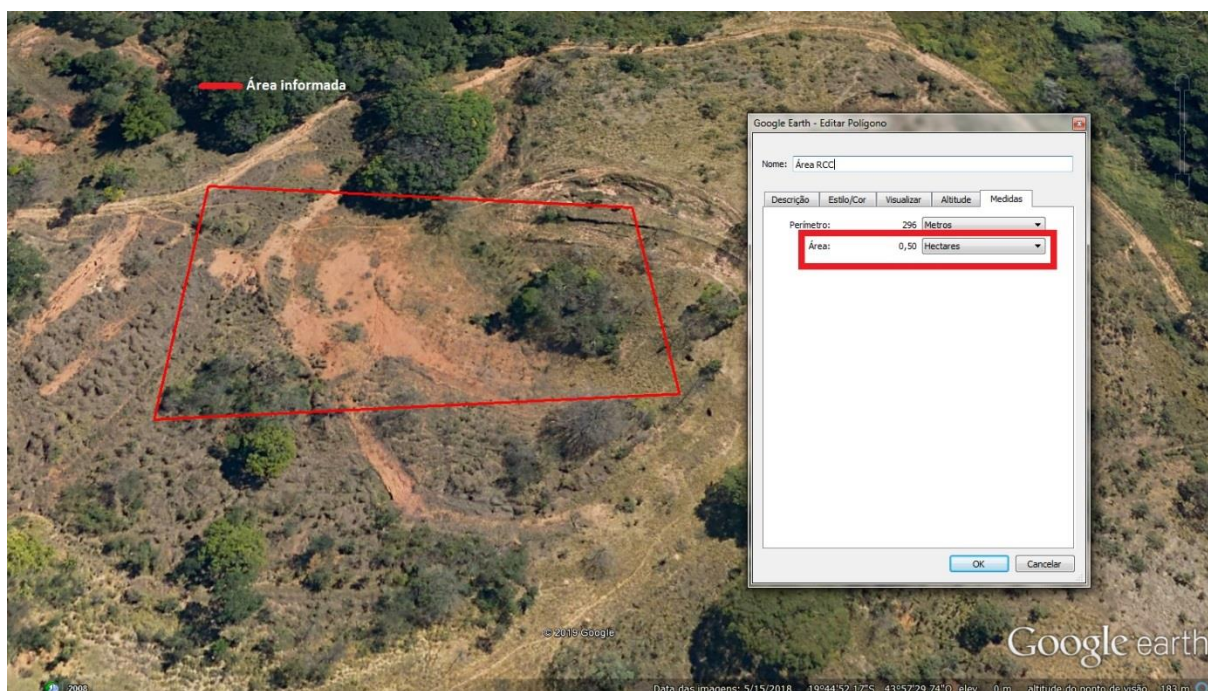 Área informada
Google Earth - Editar Polígono
Nome: Área RCC
Descrição Estilo/Cor Visualizar Altitude Medidas
Perímetro: 296 Metros
Área: 0,50 Hectares
OK Cancelar
© 2019 Google
Google earth
2008
Data das imagens: 5/15/2018 19°44'52.17"S 43°57'29.74"O elev 0 m altitude do ponto de visão 183 m